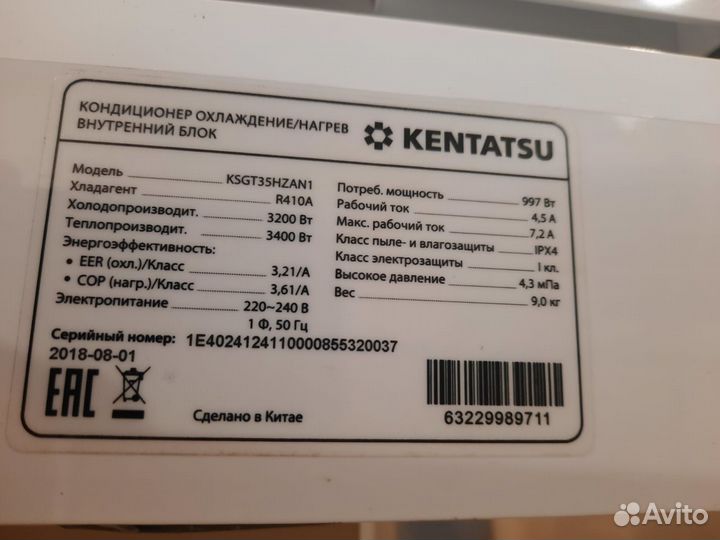 КОНДИЦИОНЕР ОХЛАЖДЕНИЕ/НАГРЕВ
ВНУТРЕННИЙ БЛОК
KENTATSU
Модель KSGT35HZAN1
Хладагент R410A
Холодопроизводит. 3200 Вт
Теплопроизводит. 3400 Вт
Энергоэффективность:
• EER (охл.)/Класс 3,21/A
• COP (нагр.)/Класс 3,61/A
Электропитание 220~240 В
1 Ф, 50 Гц
Потреб. мощность 997 Вт
Рабочий ток 4,5 А
Макс. рабочий ток 7,2 А
Класс пыле- и влагозащиты IPX4
Класс электрозащиты I кл.
Высокое давление 4,3 мПа
Вес 9,0 кг
Серийный номер: 1E4024124110000855320037
2018-08-01
EAC
Сделано в Китае
63229989711
Avito